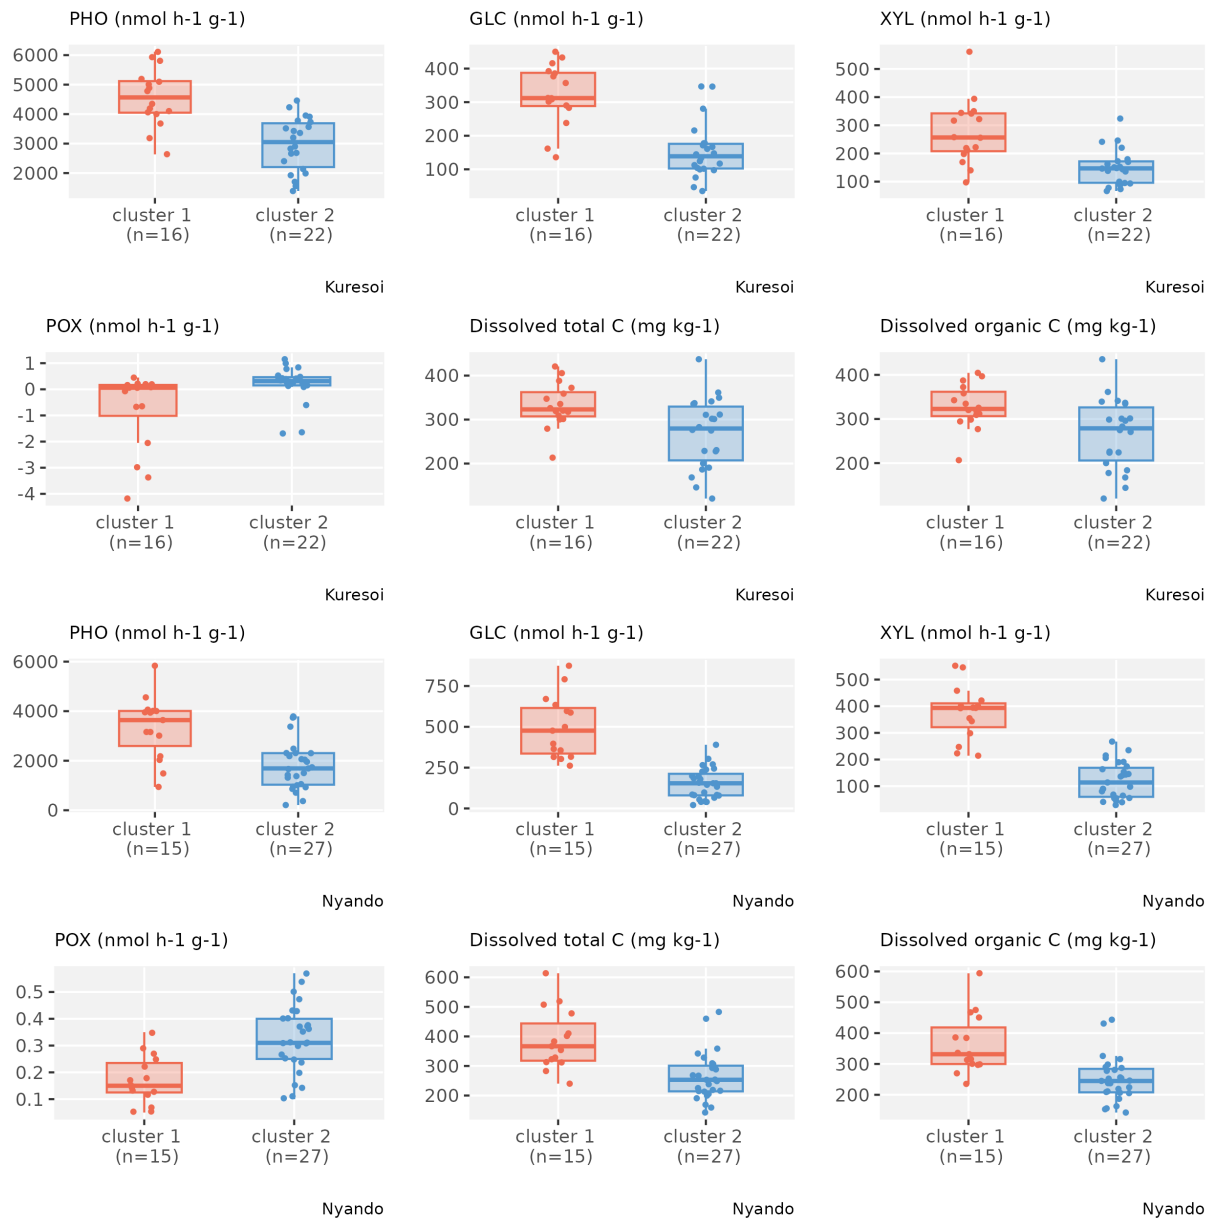 PHO (nmol h-1 g-1)
6000
5000
4000
3000
2000
cluster 1
(n=16)
cluster 2
(n=22)
Kuresoi
GLC (nmol h-1 g-1)
400
300
200
100
cluster 1
(n=16)
cluster 2
(n=22)
Kuresoi
XYL (nmol h-1 g-1)
500
400
300
200
100
cluster 1
(n=16)
cluster 2
(n=22)
Kuresoi
POX (nmol h-1 g-1)
1
0
-1
-2
-3
-4
cluster 1
(n=16)
cluster 2
(n=22)
Kuresoi
Dissolved total C (mg kg-1)
400
300
200
cluster 1
(n=16)
cluster 2
(n=22)
Kuresoi
Dissolved organic C (mg kg-1)
400
300
200
cluster 1
(n=16)
cluster 2
(n=22)
Kuresoi
PHO (nmol h-1 g-1)
6000
4000
2000
0
cluster 1
(n=15)
cluster 2
(n=27)
Nyando
GLC (nmol h-1 g-1)
750
500
250
0
cluster 1
(n=15)
cluster 2
(n=27)
Nyando
XYL (nmol h-1 g-1)
500
400
300
200
100
cluster 1
(n=15)
cluster 2
(n=27)
Nyando
POX (nmol h-1 g-1)
0.5
0.4
0.3
0.2
0.1
cluster 1
(n=15)
cluster 2
(n=27)
Nyando
Dissolved total C (mg kg-1)
600
500
400
300
200
cluster 1
(n=15)
cluster 2
(n=27)
Nyando
Dissolved organic C (mg kg-1)
600
500
400
300
200
cluster 1
(n=15)
cluster 2
(n=27)
Nyando